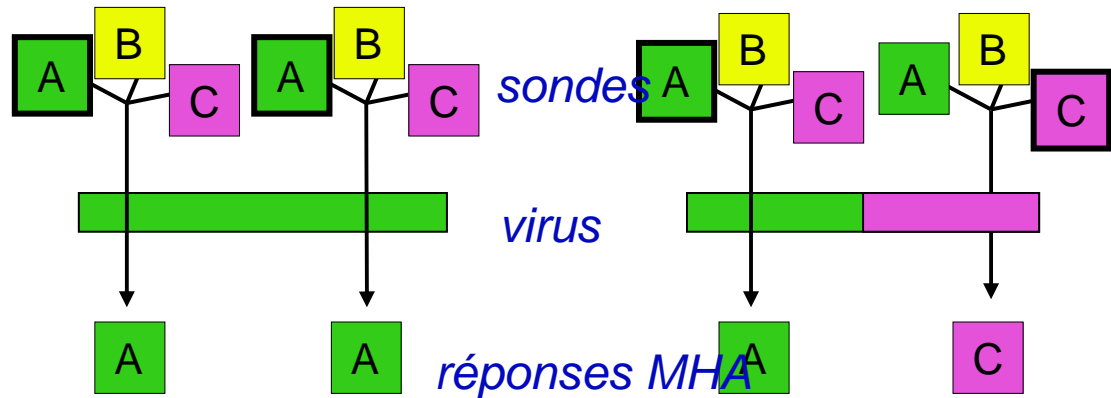 A B C A B C sondes A B C A B C
virus
A A réponses MHA A C